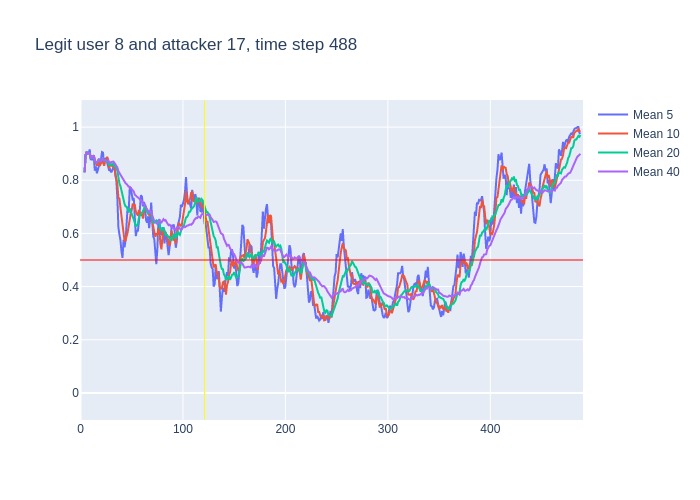 Legit user 8 and attacker 17, time step 488
Mean 5
Mean 10
Mean 20
Mean 40
1
0.8
0.6
0.4
0.2
0
0 100 200 300 400